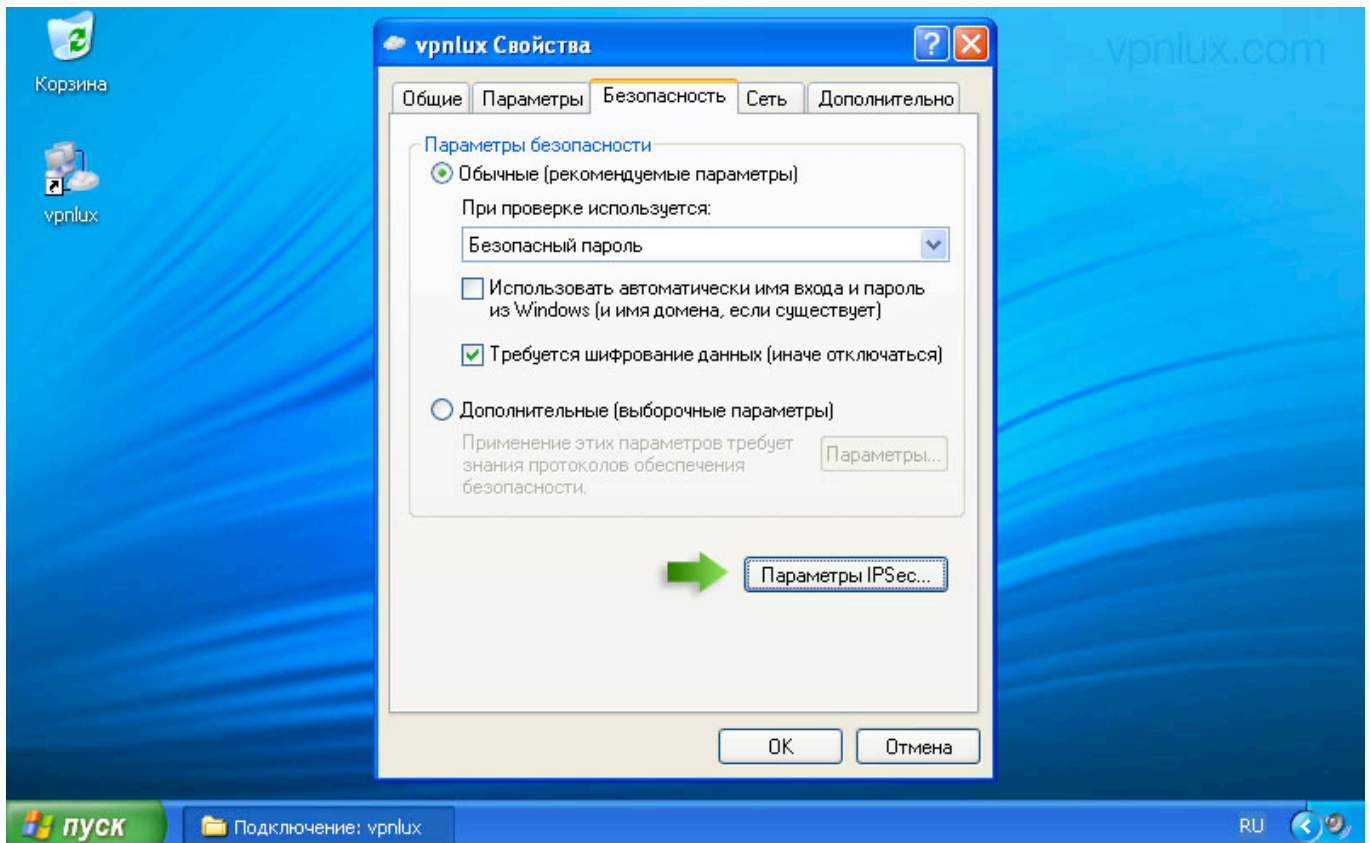 Корзина
vpnlux
vpnlux Свойства
vpnlux.com
Общие
Параметры
Безопасность
Сеть
Дополнительно
Параметры безопасности
Обычные (рекомендуемые параметры)
При проверке используется:
Безопасный пароль
Использовать автоматически имя входа и пароль
из Windows (и имя домена, если существует)
Требуется шифрование данных (иначе отключаться)
Дополнительные (выборочные параметры)
Применение этих параметров требует
знания протоколов обеспечения
безопасности.
Параметры...
Параметры IPSec...
ОК
Отмена
пуск
Подключение: vpnlux
RU